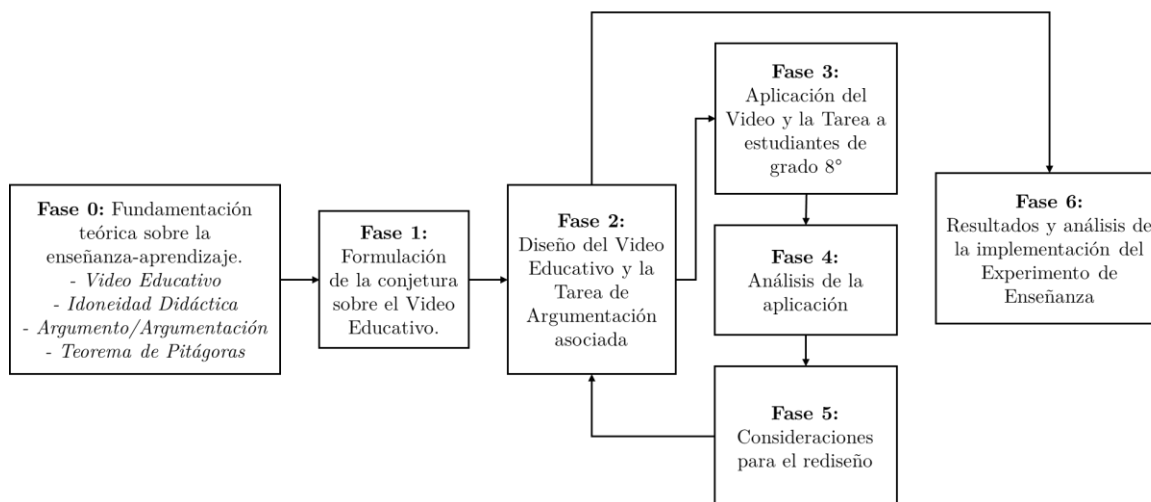 Fase 0: Fundamentación
teórica sobre la
enseñanza-aprendizaje.
- Video Educativo
- Idoneidad Didáctica
- Argumento/Argumentación
- Teorema de Pitágoras
Fase 1:
Formulación
de la conjetura
sobre el Video
Educativo.
Fase 2:
Diseño del Video
Educativo y la
Tarea de
Argumentación
asociada
Fase 3:
Aplicación del
Video y la Tarea a
estudiantes de
grado 8°
Fase 4:
Análisis de la
aplicación
Fase 5:
Consideraciones
para el rediseño
Fase 6:
Resultados y análisis de
la implementación del
Experimento de
Enseñanza